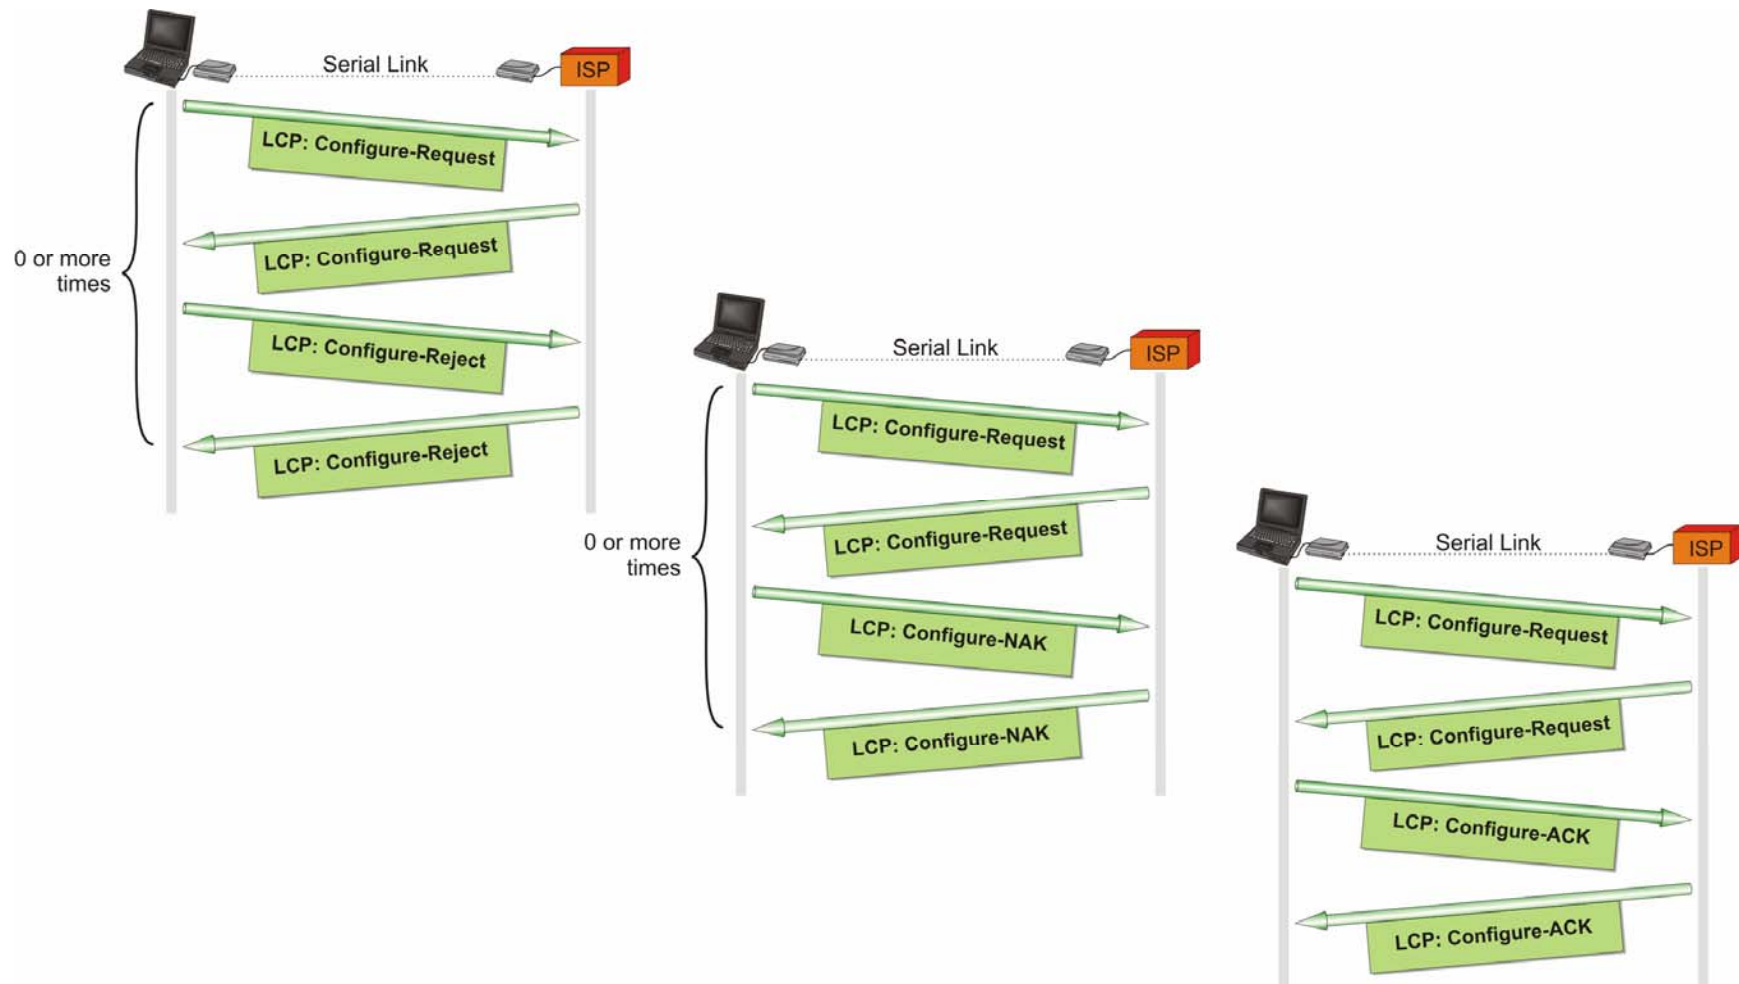 Serial Link
ISP
LCP: Configure-Request
LCP: Configure-Request
0 or more
times
LCP: Configure-Reject
LCP: Configure-Reject
Serial Link
ISP
LCP: Configure-Request
LCP: Configure-Request
0 or more
times
LCP: Configure-NAK
LCP: Configure-NAK
Serial Link
ISP
LCP: Configure-Request
LCP: Configure-Request
LCP: Configure-ACK
LCP: Configure-ACK